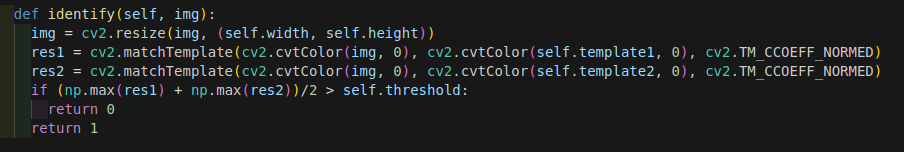 def identify(self, img):
img = cv2.resize(img, (self.width, self.height))
res1 = cv2.matchTemplate(cv2.cvtColor(img, 0), cv2.cvtColor(self.template1, 0), cv2.TM_CCOEFF_NORMED)
res2 = cv2.matchTemplate(cv2.cvtColor(img, 0), cv2.cvtColor(self.template2, 0), cv2.TM_CCOEFF_NORMED)
if (np.max(res1) + np.max(res2))/2 > self.threshold:
return 0
return 1